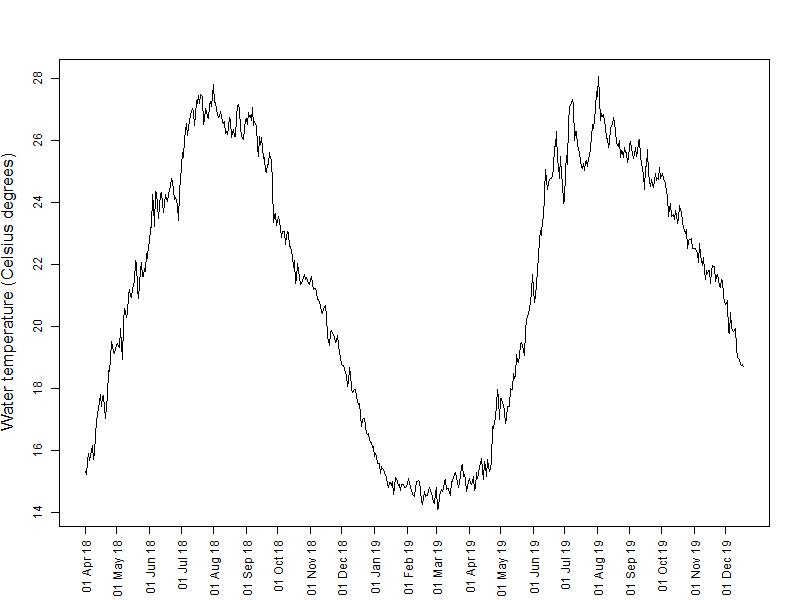 Water temperature (Celsius degrees)
28
26
24
22
20
18
16
14
01 Apr 18
01 May 18
01 Jun 18
01 Jul 18
01 Aug 18
01 Sep 18
01 Oct 18
01 Nov 18
01 Dec 18
01 Jan 19
01 Feb 19
01 Mar 19
01 Apr 19
01 May 19
01 Jun 19
01 Jul 19
01 Aug 19
01 Sep 19
01 Oct 19
01 Nov 19
01 Dec 19